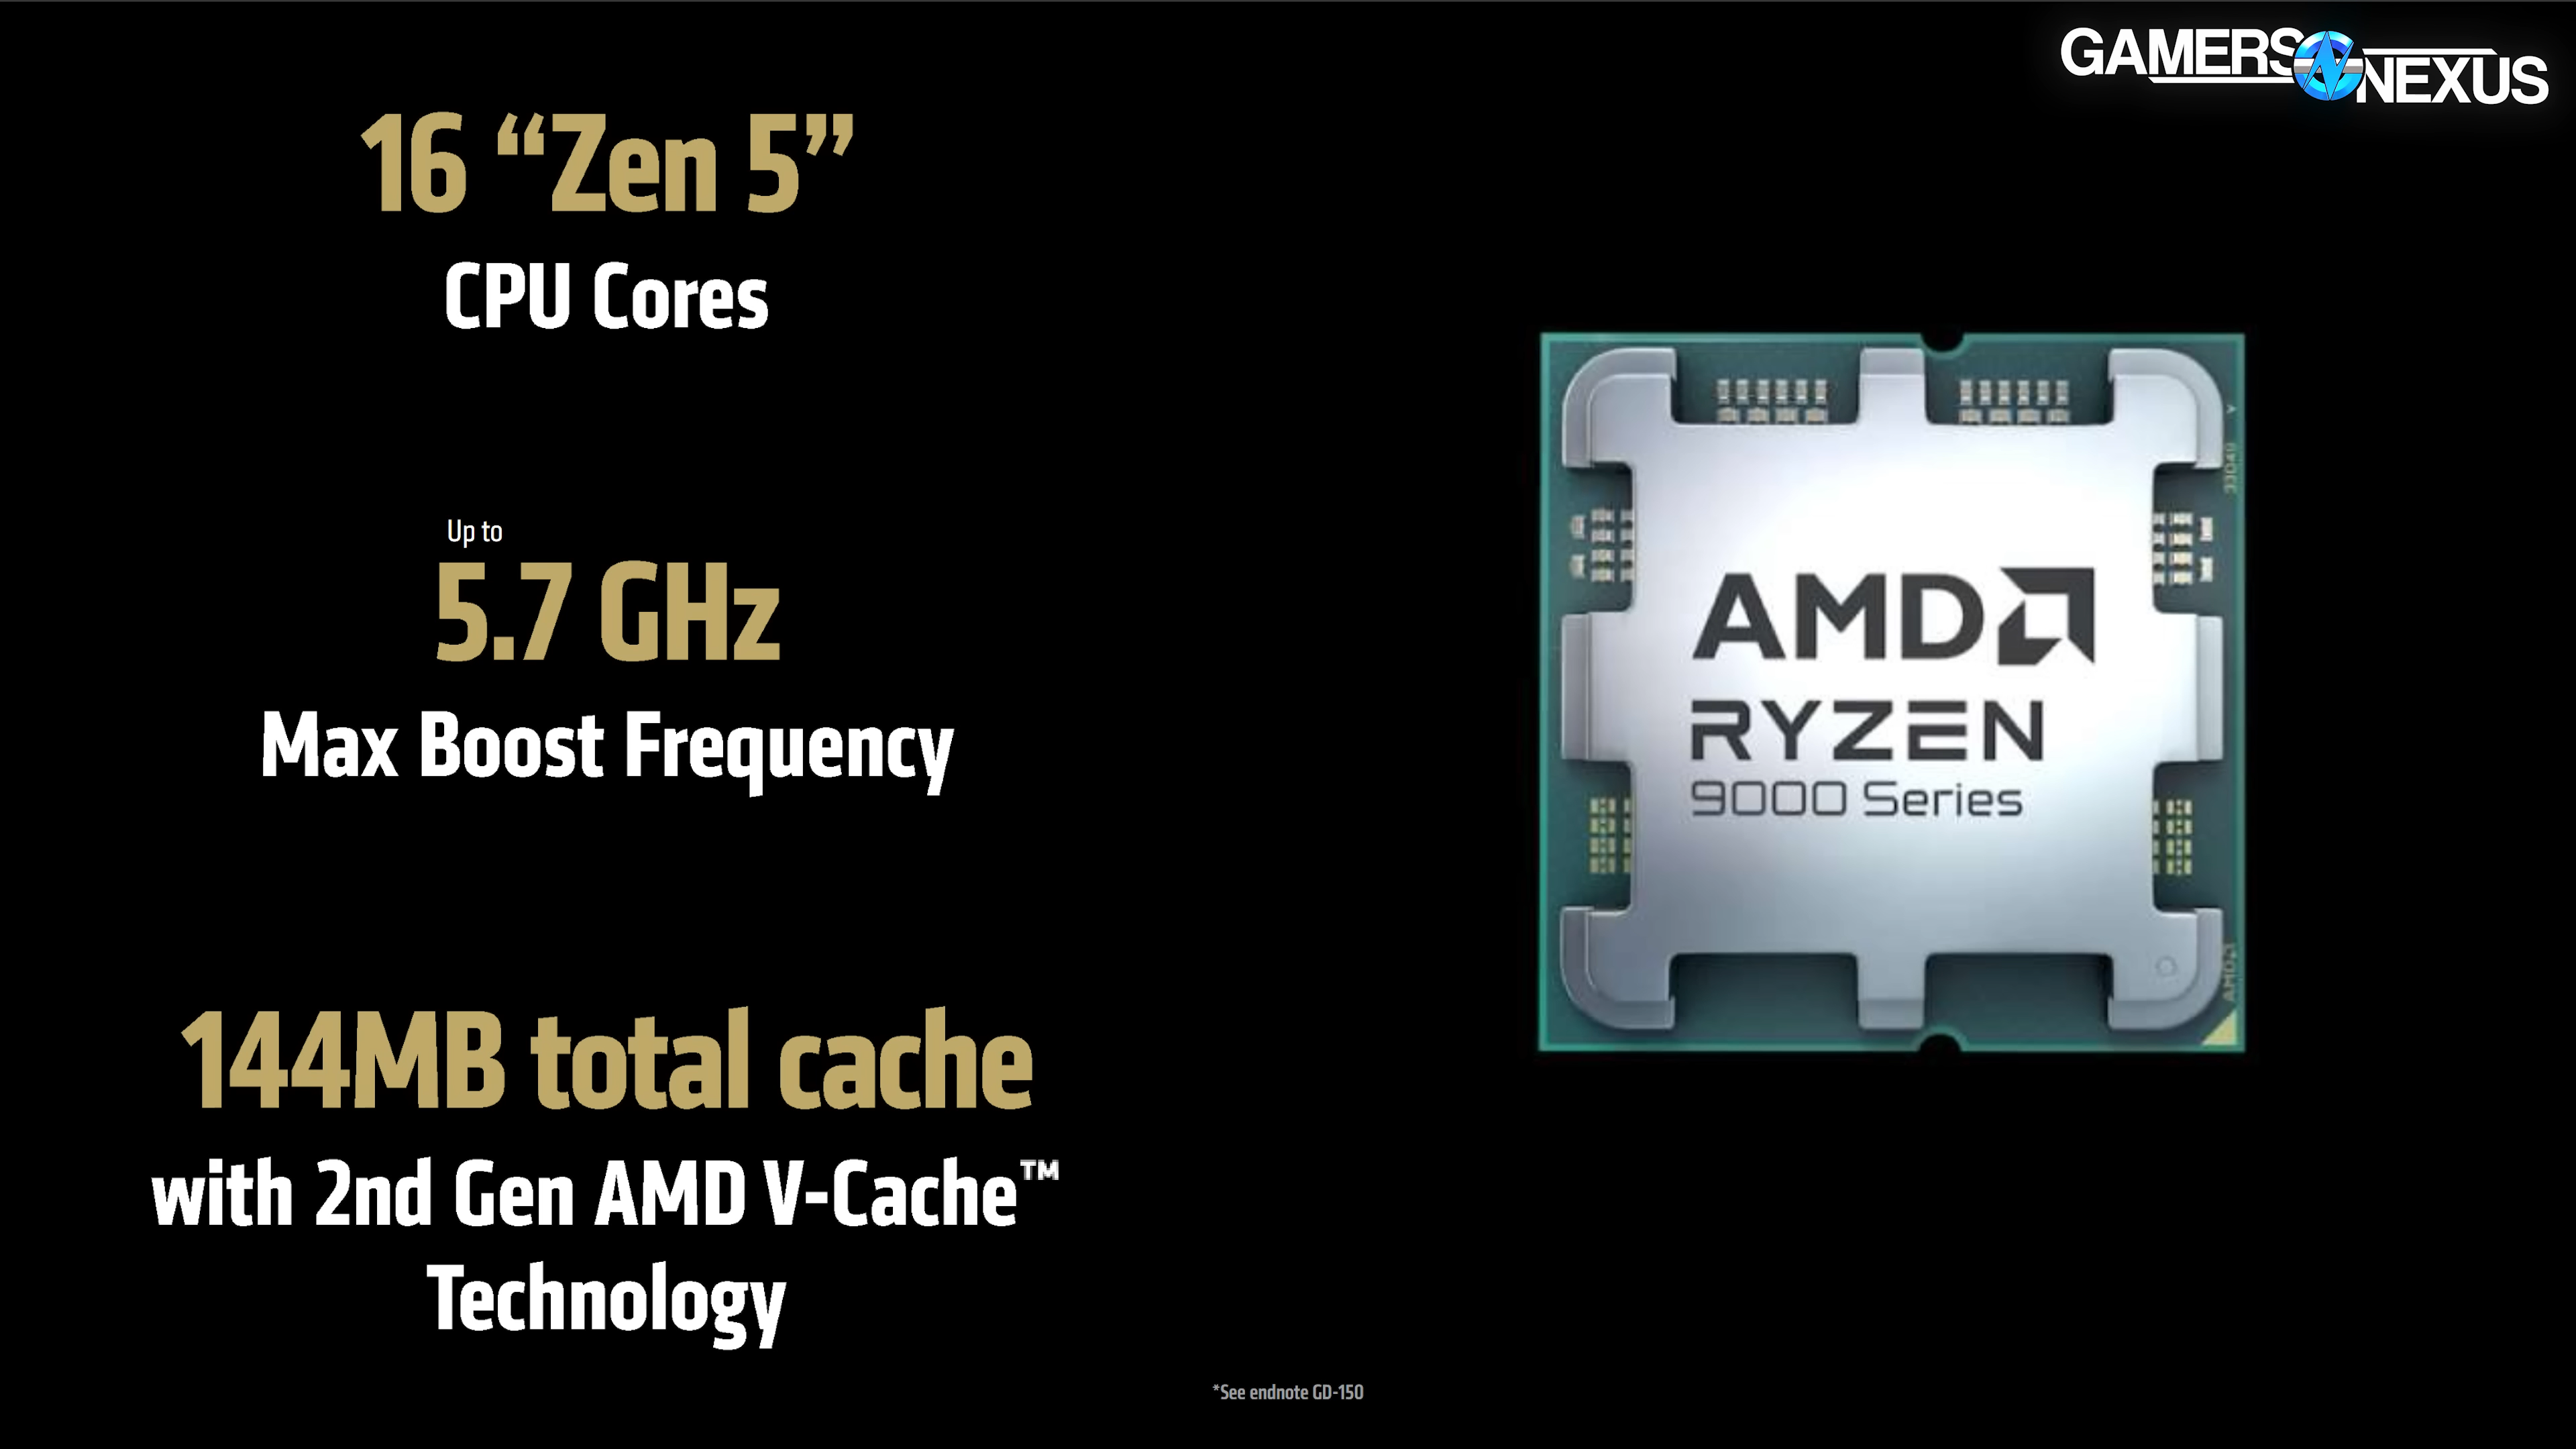 GAMERS NEXUS
16 “Zen 5”
CPU Cores
Up to
5.7 GHz
Max Boost Frequency
144MB total cache
with 2nd Gen AMD V-Cache™
Technology
AMD
RYZEN
9000 Series
*See endnote GD-150